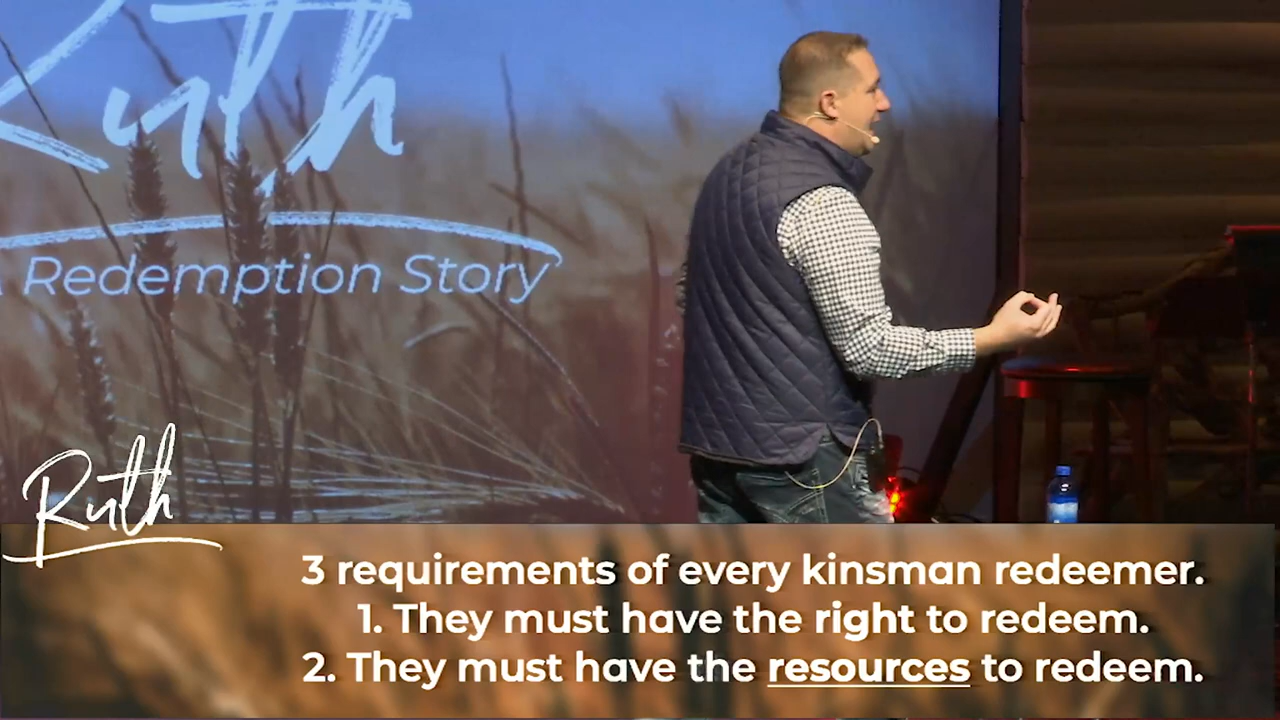 Ruth
A Redemption Story
Ruth
3 requirements of every kinsman redeemer.
1. They must have the right to redeem.
2. They must have the resources to redeem.